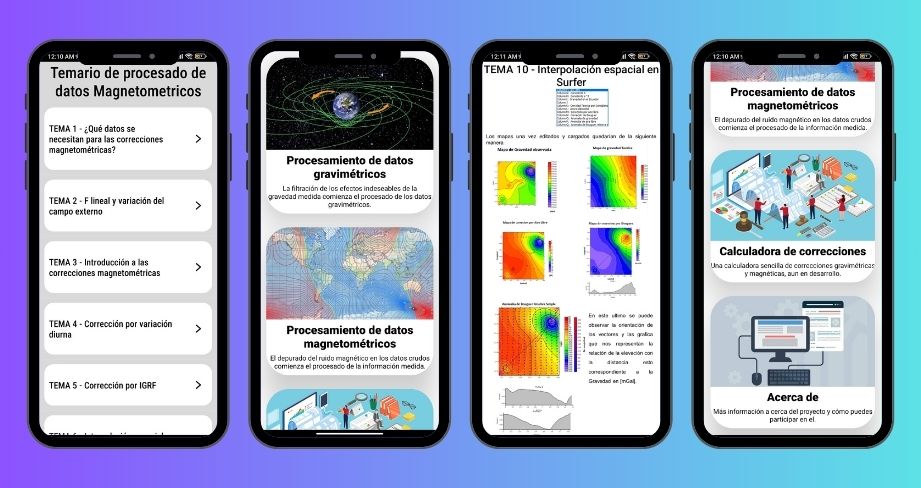 12:10 AM
Temario de procesado de
datos Magnetometricos
TEMA 1 - ¿Qué datos se
necesitan para las correcciones
magnetométricas?
TEMA 2 - F lineal y variación del
campo externo
TEMA 3 - Introducción a las
correcciones magnetométricas
TEMA 4 - Corrección por variación
diurna
TEMA 5 - Corrección por IGRF
12:10 AM
Procesamiento de datos
gravimétricos
La filtración de los efectos indeseables de la
gravedad medida comienza el procesado de los datos
gravimétricos.
Procesamiento de datos
magnetométricos
El depurado del ruido magnético en los datos crudos
comienza el procesado de la información medida.
12:11 AM
TEMA 10 - Interpolación espacial en
Surfer
Los mapas una vez editados y cargados quedarían de la siguiente
manera
Mapa de Gravedad observada
Mapa de gravedad Teórica
En este ultimo se puede
observar la orientación de
los vectores y las grafica
que nos representan la
relación de la elevación con
la distancia esto
correspondiente a la
Gravedad en [mGal].
12:10 AM
Procesamiento de datos
magnetométricos
El depurado del ruido magnético en los datos crudos
comienza el procesado de la información medida.
Calculadora de correcciones
Una calculadora sencilla de correcciones gravimétricas
y magnéticas, aun en desarrollo.
Acerca de
Más información a cerca del proyecto y cómo puedes
participar en el.